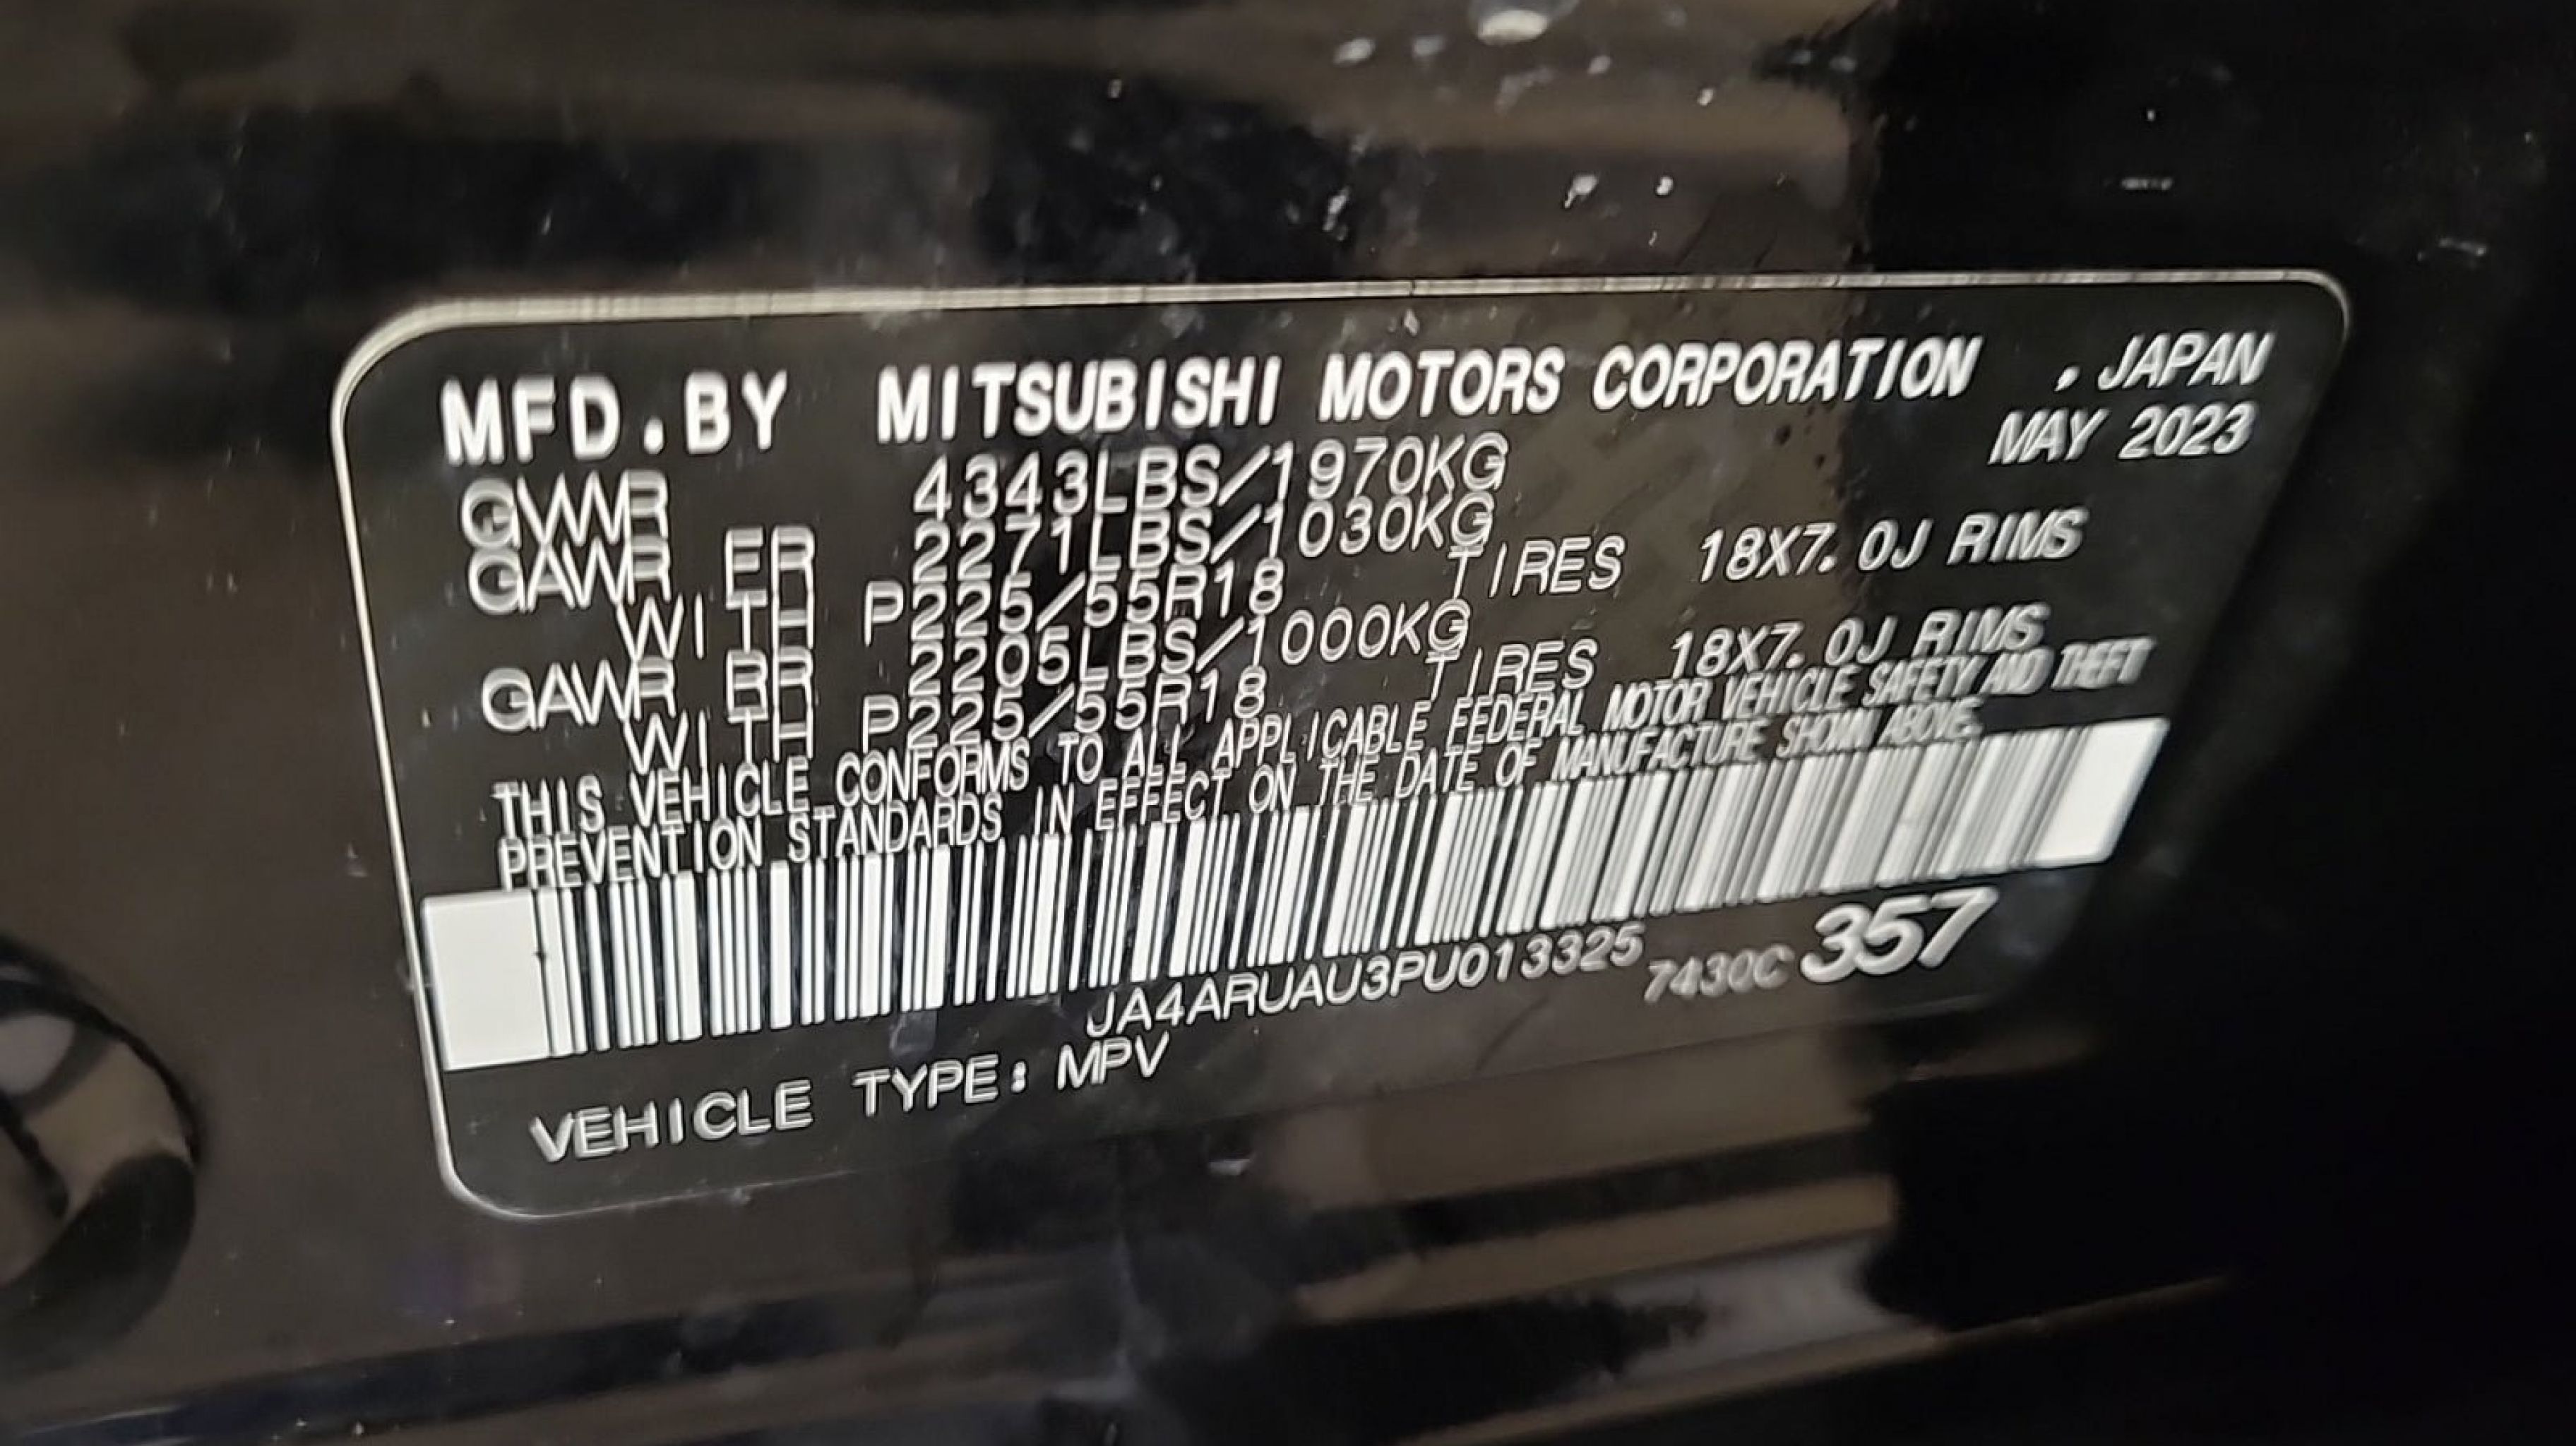 MFD.BY MITSUBISHI MOTORS CORPORATION , JAPAN
MAY 2023
GVWR 4343LBS/1970KG
GAWR FR 2271LBS/1030KG
WITH P225/55R18 TIRES 18X7.0J RIMS
GAWR RR 2205LBS/1000KG
WITH P225/55R18 TIRES 18X7.0J RIMS
THIS VEHICLE CONFORMS TO ALL APPLICABLE FEDERAL MOTOR VEHICLE SAFETY AND THEFT
PREVENTION STANDARDS IN EFFECT ON THE DATE OF MANUFACTURE SHOWN ABOVE.
JA4ARUAU3PU013325 7430C 357
VEHICLE TYPE: MPV